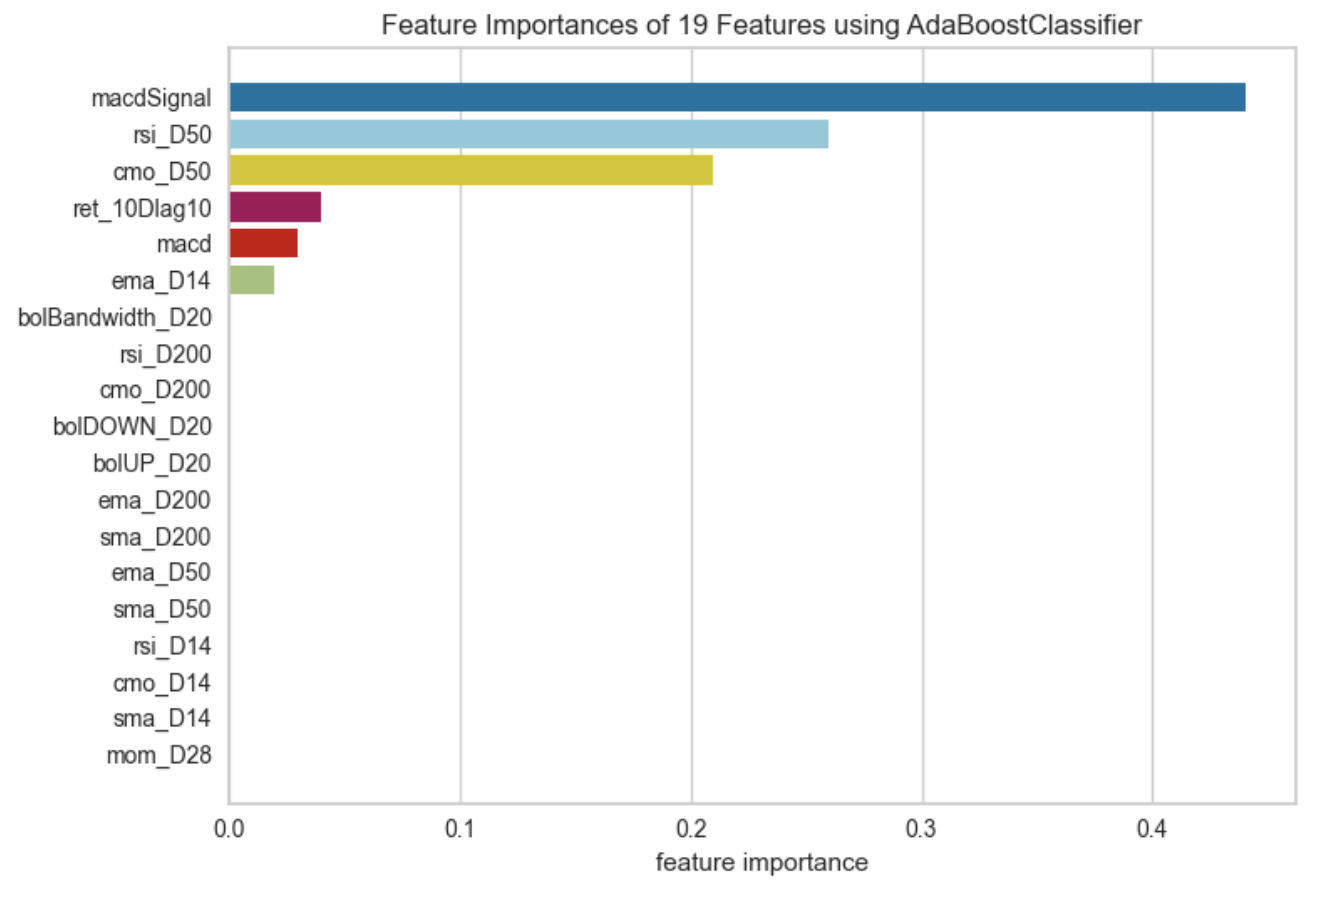 Feature Importances of 19 Features using AdaBoostClassifier
macdSignal
rsi_D50
cmo_D50
ret_10Dlag10
macd
ema_D14
bolBandwidth_D20
rsi_D200
cmo_D200
bolDOWN_D20
bolUP_D20
ema_D200
sma_D200
ema_D50
sma_D50
rsi_D14
cmo_D14
sma_D14
mom_D28
0.0 0.1 0.2 0.3 0.4
feature importance